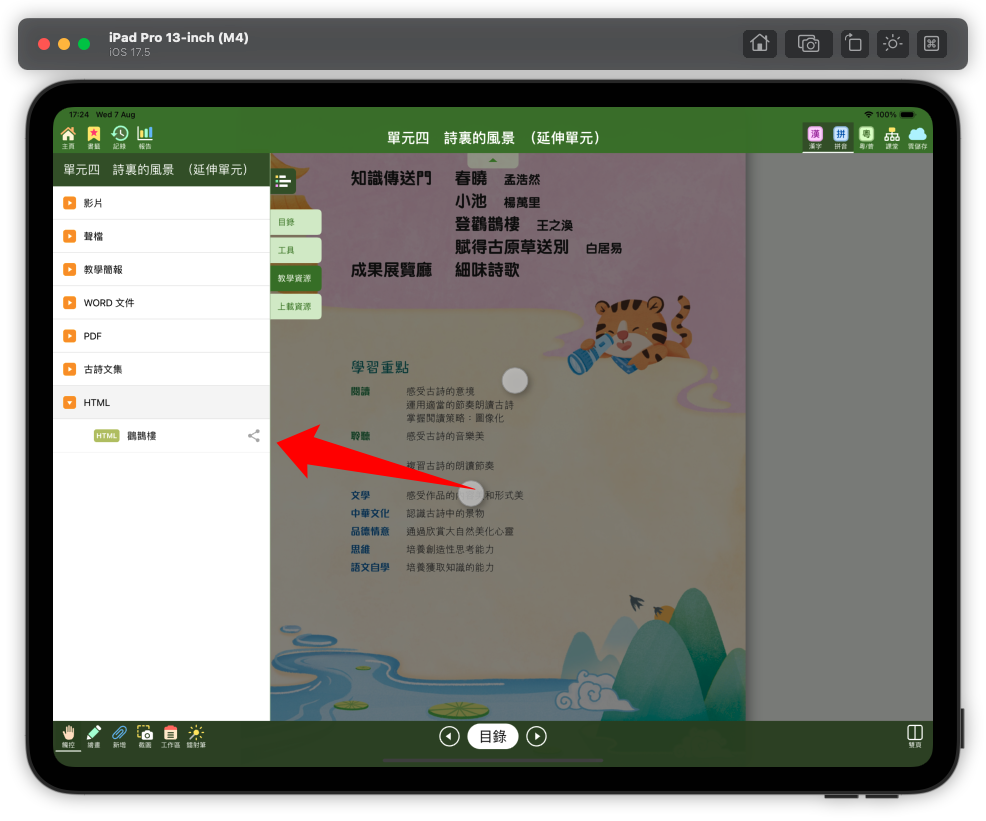 iPad Pro 13-inch (M4)
iOS 17.5
17:24 Wed 7 Aug
100%
主頁 書籤 記錄 報告
單元四 詩裏的風景 （延伸單元）
漢 拼 粵
漢字 拼音 粵/普 課室 雲儲存
單元四 詩裏的風景 （延伸單元）
影片
聲檔
教學簡報
WORD 文件
PDF
古詩文集
HTML
HTML 鸛鵲樓
目錄
工具
教學資源
上載資源
知識傳送門 春曉 孟浩然
小池 楊萬里
登鸛鵲樓 王之渙
賦得古原草送別 白居易
成果展覽廳 細味詩歌
學習重點
閱讀 感受古詩的意境
運用適當的節奏朗讀古詩
掌握閱讀策略：圖像化
聆聽 感受古詩的音樂美
複習古詩的朗讀節奏
文學 感受作品的 和形式美
中華文化 認識古詩中的景物
品德情意 通過欣賞大自然美化心靈
思維 培養創造性思考能力
語文自學 培養獲取知識的能力
觸控 繪畫 新增 截圖 工作區 鐳射筆
目錄
雙頁